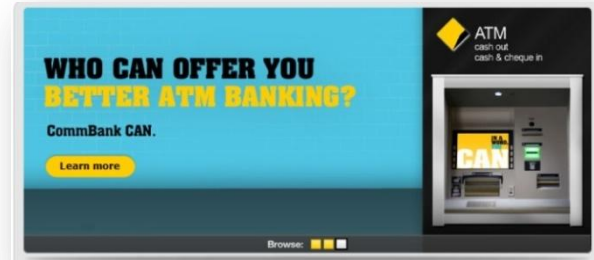 WHO CAN OFFER YOU
BETTER ATM BANKING?
CommBank CAN.
Learn more
ATM
cash out
cash & cheque in
CAN
Browse: